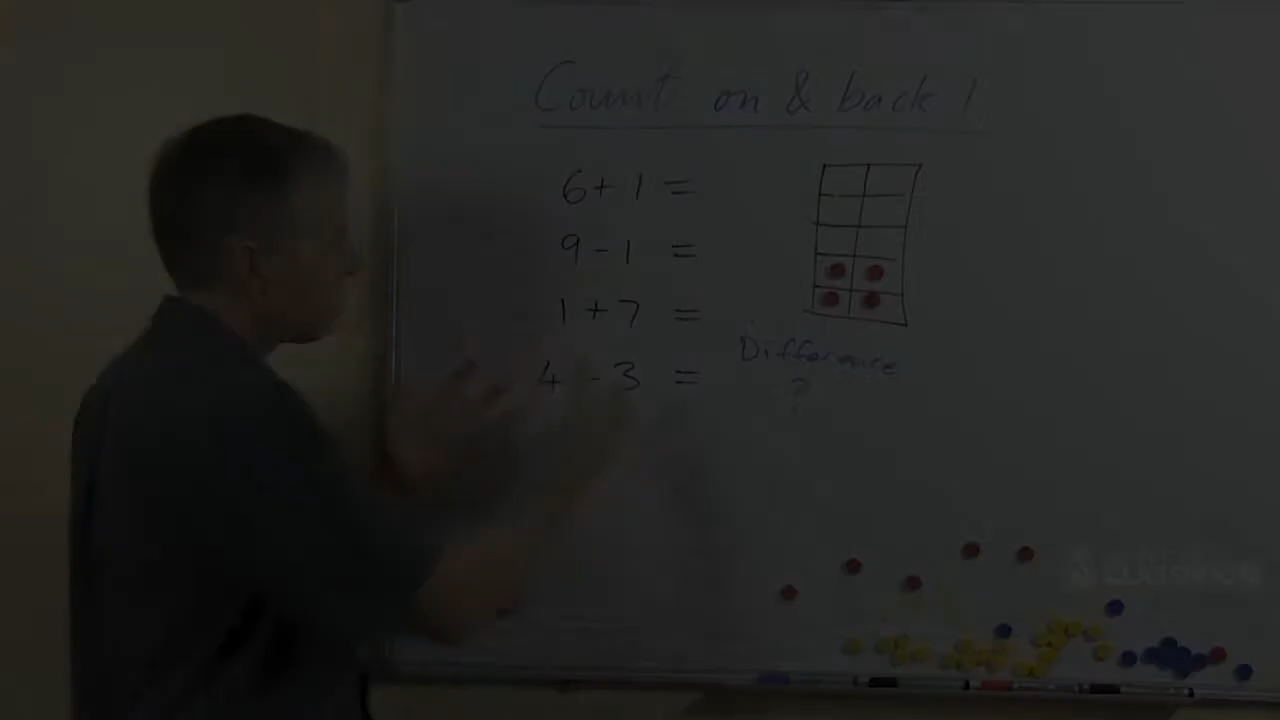 Count on & back 1
6 + 1 =
9 - 1 =
1 + 7 =
4 - 3 =
Difference
?